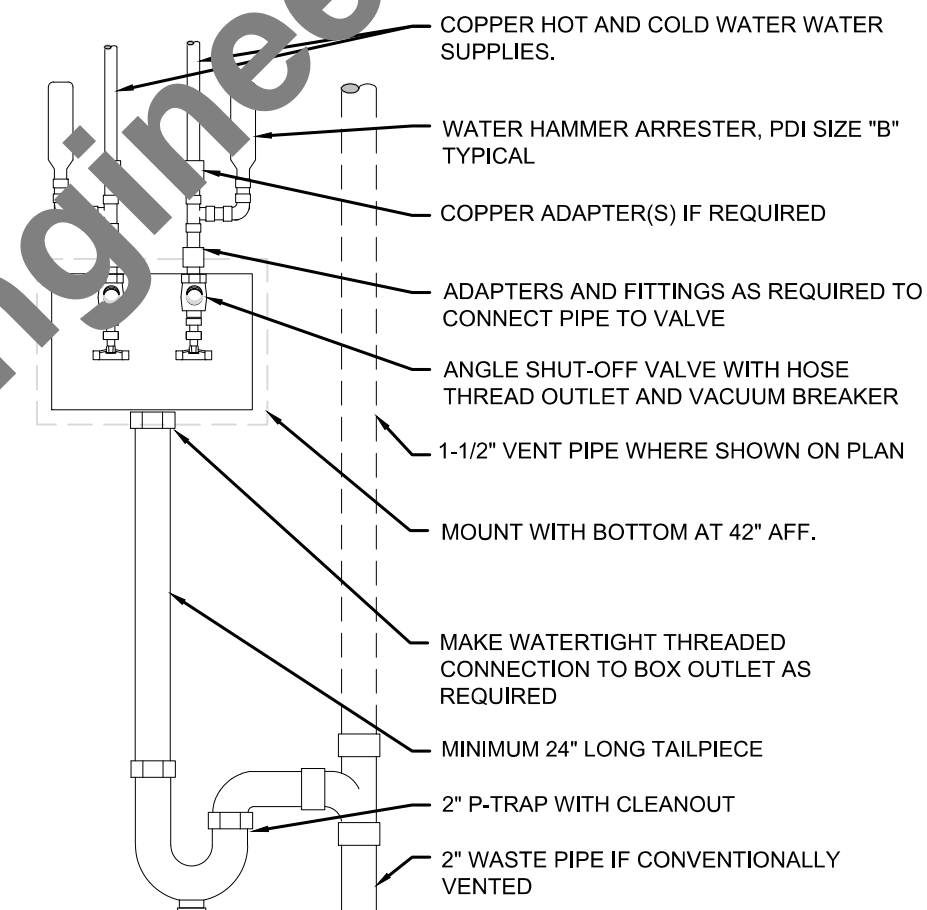 COPPER HOT AND COLD WATER WATER
SUPPLIES.
WATER HAMMER ARRESTER, PDI SIZE "B"
TYPICAL
COPPER ADAPTER(S) IF REQUIRED
ADAPTERS AND FITTINGS AS REQUIRED TO
CONNECT PIPE TO VALVE
ANGLE SHUT-OFF VALVE WITH HOSE
THREAD OUTLET AND VACUUM BREAKER
1-1/2" VENT PIPE WHERE SHOWN ON PLAN
MOUNT WITH BOTTOM AT 42" AFF.
MAKE WATERTIGHT THREADED
CONNECTION TO BOX OUTLET AS
REQUIRED
MINIMUM 24" LONG TAILPIECE
2" P-TRAP WITH CLEANOUT
2" WASTE PIPE IF CONVENTIONALLY
VENTED
nginee